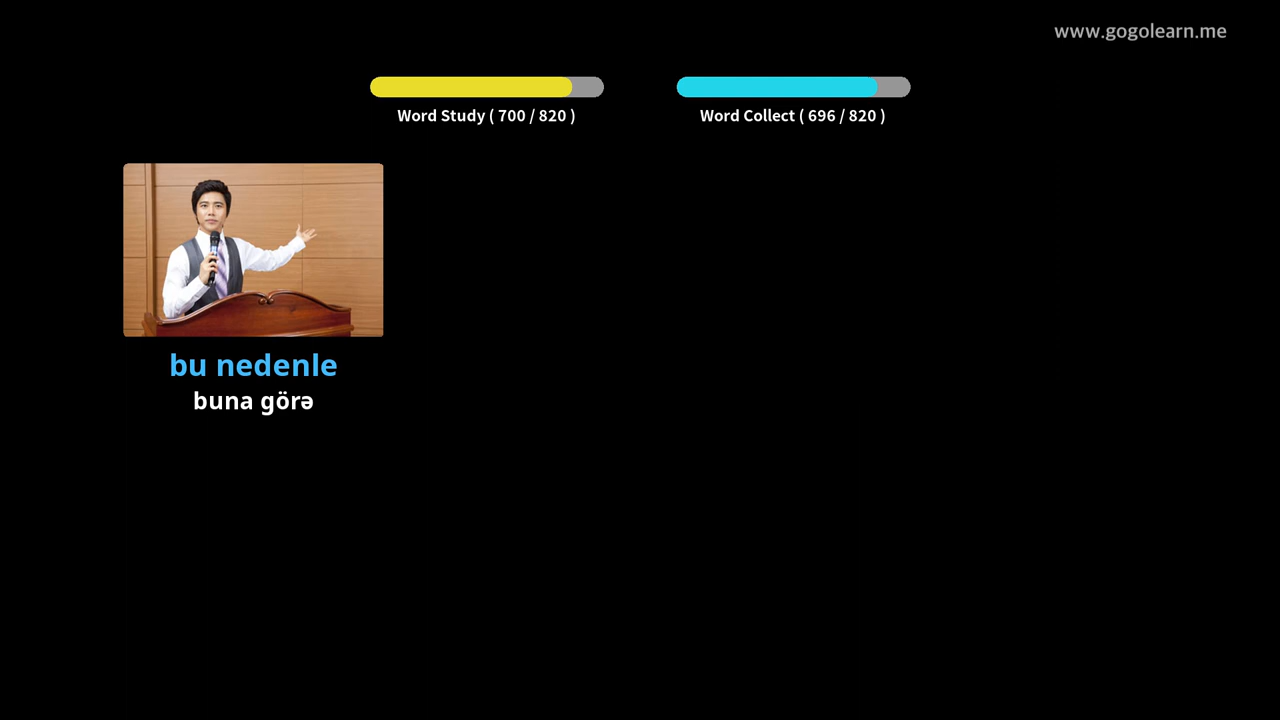 www.gogolearn.me
Word Study ( 700 / 820 )
Word Collect ( 696 / 820 )
bu nedenle
buna görə